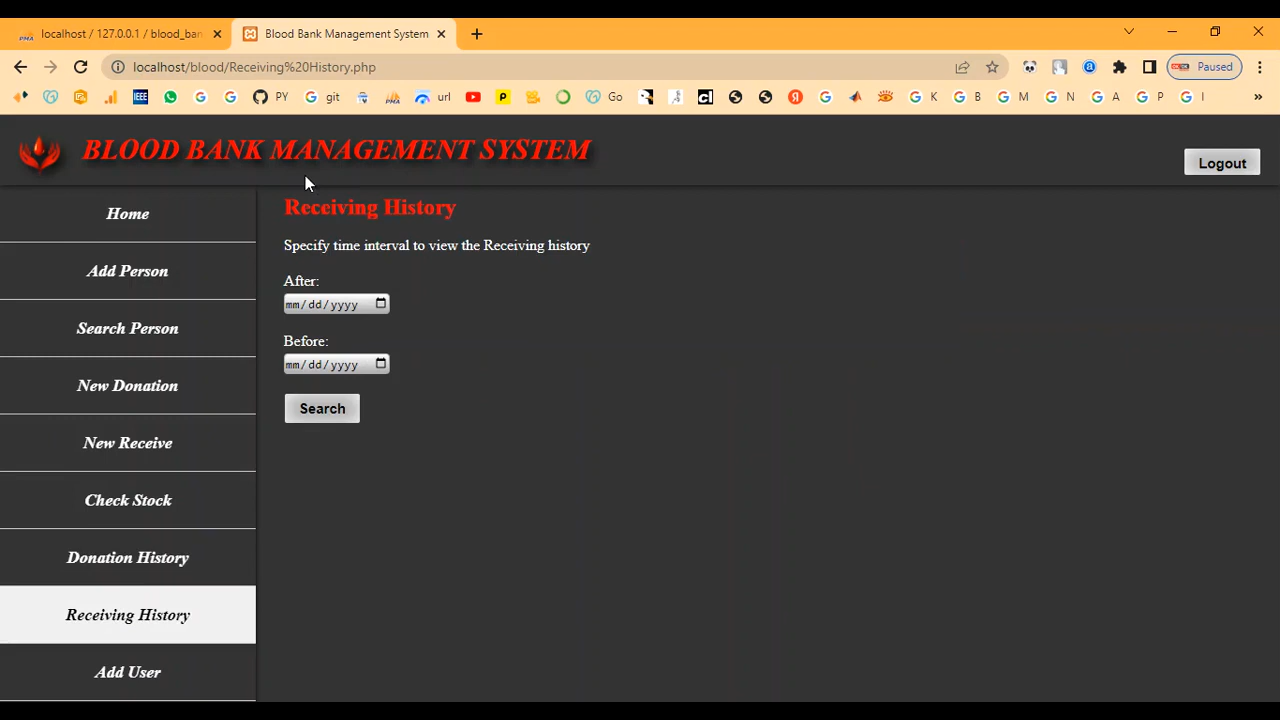 localhost / 127.0.0.1 / blood_ban
Blood Bank Management System
localhost/blood/Receiving%20History.php
Paused
IEEE
PY
git
PMA
url
Go
K
B
M
N
A
P
I
BLOOD BANK MANAGEMENT SYSTEM
Logout
Home
Add Person
Search Person
New Donation
New Receive
Check Stock
Donation History
Receiving History
Add User
Receiving History
Specify time interval to view the Receiving history
After:
mm/dd/yyyy
Before:
mm/dd/yyyy
Search